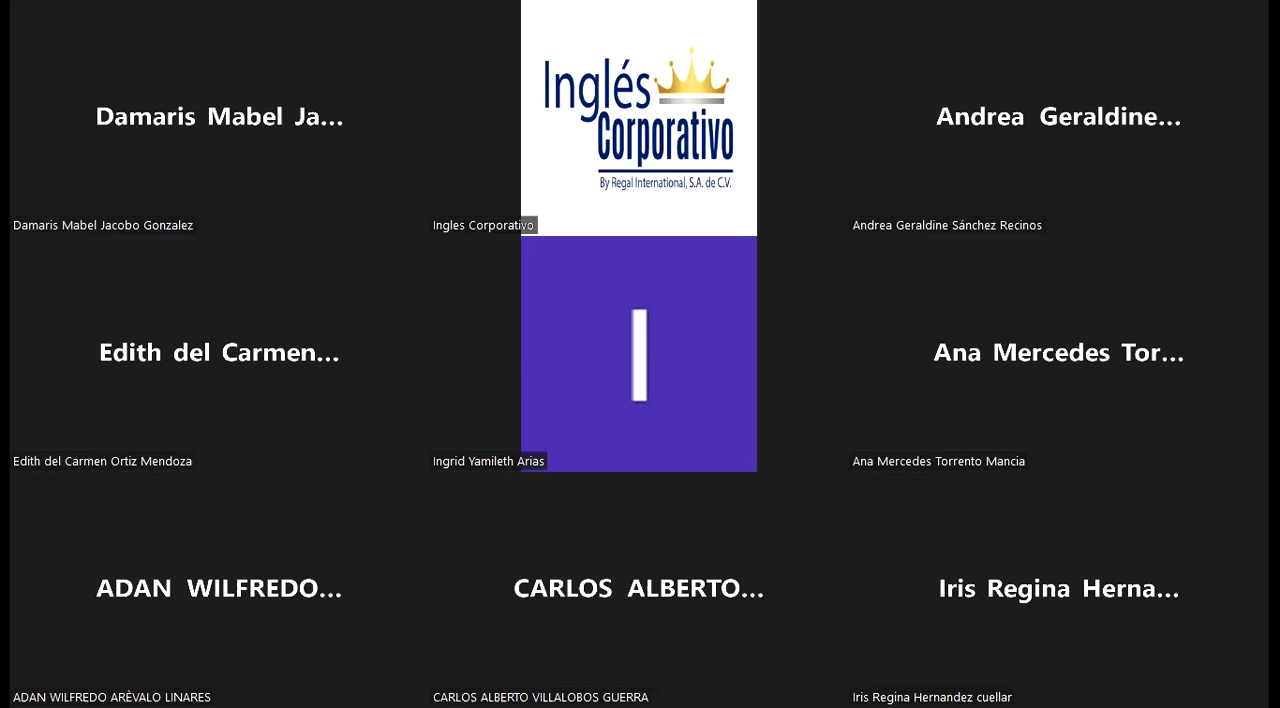 Damaris Mabel Ja...
Inglés
Corporativo
By Regal International, S.A. de C.V.
Andrea Geraldine...
Damaris Mabel Jacobo Gonzalez
Ingles Corporativo
Andrea Geraldine Sánchez Recinos
Edith del Carmen...
I
Ana Mercedes Tor...
Edith del Carmen Ortiz Mendoza
Ingrid Yamileth Arias
Ana Mercedes Torrento Mancia
ADAN WILFREDO...
CARLOS ALBERTO...
Iris Regina Herna...
ADAN WILFREDO ARÈVALO LINARES
CARLOS ALBERTO VILLALOBOS GUERRA
Iris Regina Hernandez cuellar